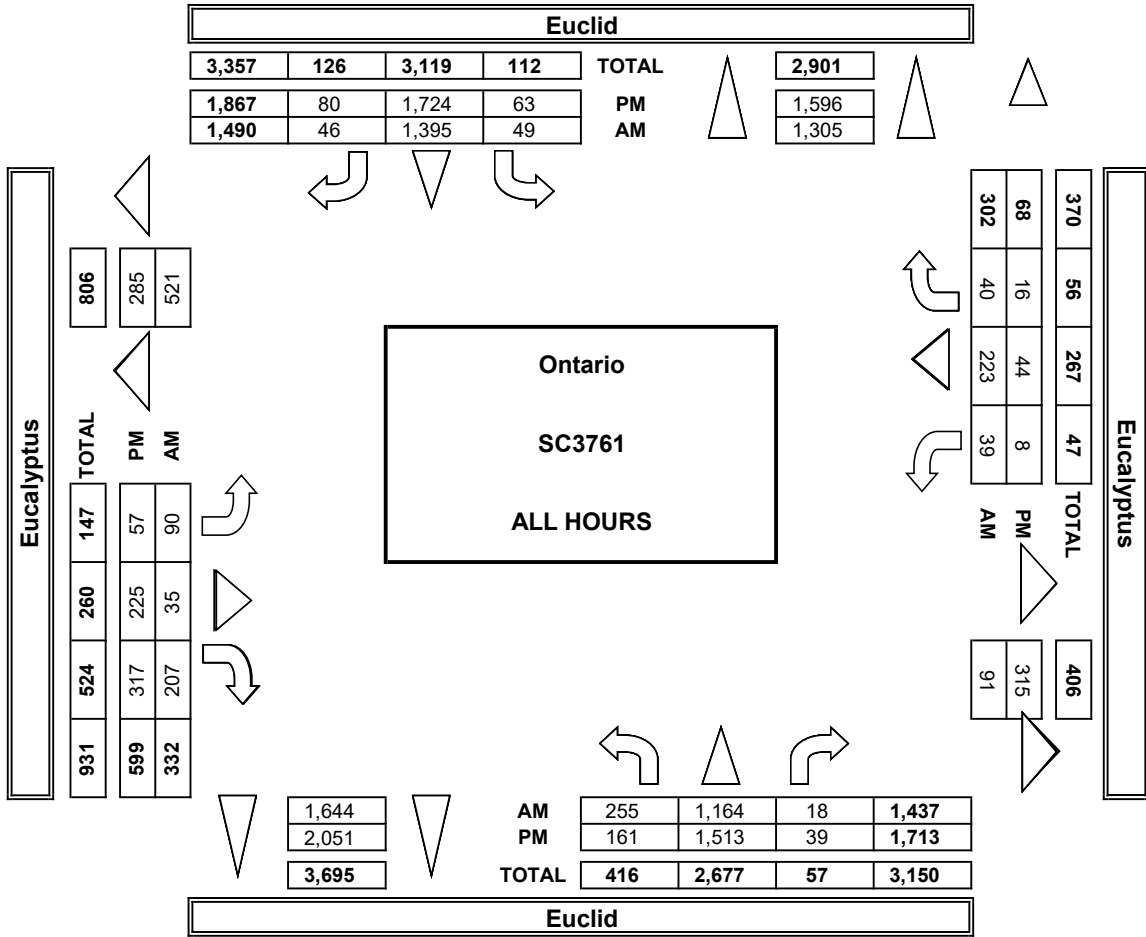 Euclid
3,357 126 3,119 112 TOTAL 2,901
1,867 80 1,724 63 PM 1,596
1,490 46 1,395 49 AM 1,305
Eucalyptus
806
285
521
TOTAL
PM
AM
147 260 524 931
57 225 317 599
90 35 207 332
Ontario
SC3761
ALL HOURS
370 56 267 47 TOTAL 406
68 16 44 8 PM 315
302 40 223 39 AM 91
Eucalyptus
1,644 AM 255 1,164 18 1,437
2,051 PM 161 1,513 39 1,713
3,695 TOTAL 416 2,677 57 3,150
Euclid